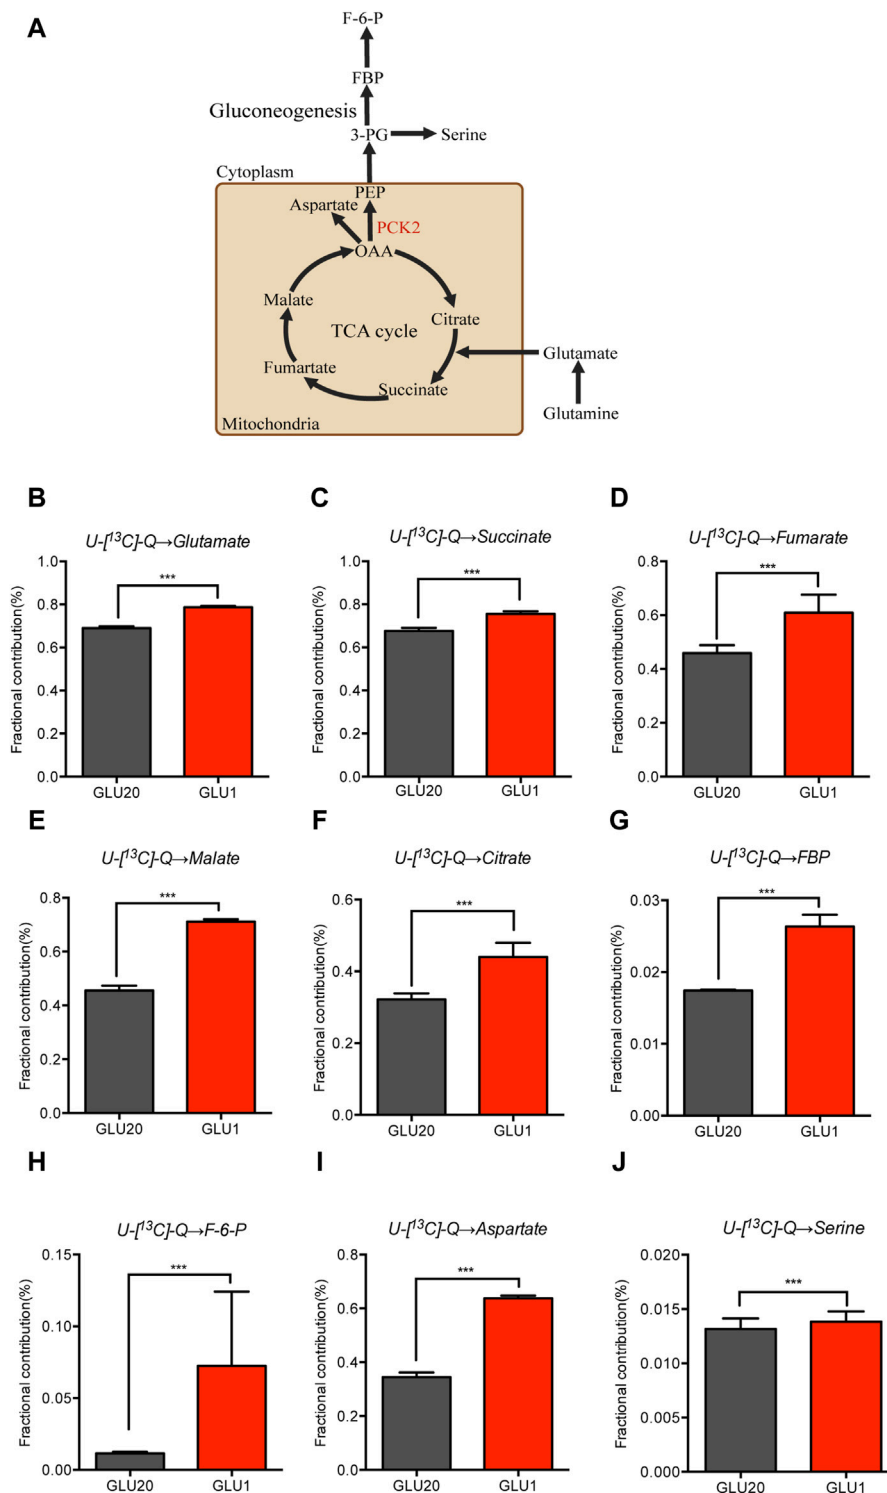 A
F-6-P
FBP
Gluconeogenesis
3-PG
Serine
Cytoplasm
PEP
Aspartate
PCK2
OAA
Malate
Citrate
TCA cycle
Glutamate
Fumartate
Succinate
Glutamine
Mitochondria
B
U-[¹³C]-Q→Glutamate
***
Fractional contribution(%)
1.0
0.8
0.6
0.4
0.2
0.0
GLU20 GLU1
C
U-[¹³C]-Q→Succinate
***
Fractional contribution(%)
1.0
0.8
0.6
0.4
0.2
0.0
GLU20 GLU1
D
U-[¹³C]-Q→Fumarate
***
Fractional contribution(%)
0.8
0.6
0.4
0.2
0.0
GLU20 GLU1
E
U-[¹³C]-Q→Malate
***
Fractional contribution(%)
0.8
0.6
0.4
0.2
0.0
GLU20 GLU1
F
U-[¹³C]-Q→Citrate
***
Fractional contribution(%)
0.6
0.4
0.2
0.0
GLU20 GLU1
G
U-[¹³C]-Q→FBP
***
Fractional contribution(%)
0.03
0.02
0.01
0.00
GLU20 GLU1
H
U-[¹³C]-Q→F-6-P
***
Fractional contribution(%)
0.15
0.10
0.05
0.00
GLU20 GLU1
I
U-[¹³C]-Q→Aspartate
***
Fractional contribution(%)
0.8
0.6
0.4
0.2
0.0
GLU20 GLU1
J
U-[¹³C]-Q→Serine
***
Fractional contribution(%)
0.020
0.015
0.010
0.005
0.000
GLU20 GLU1